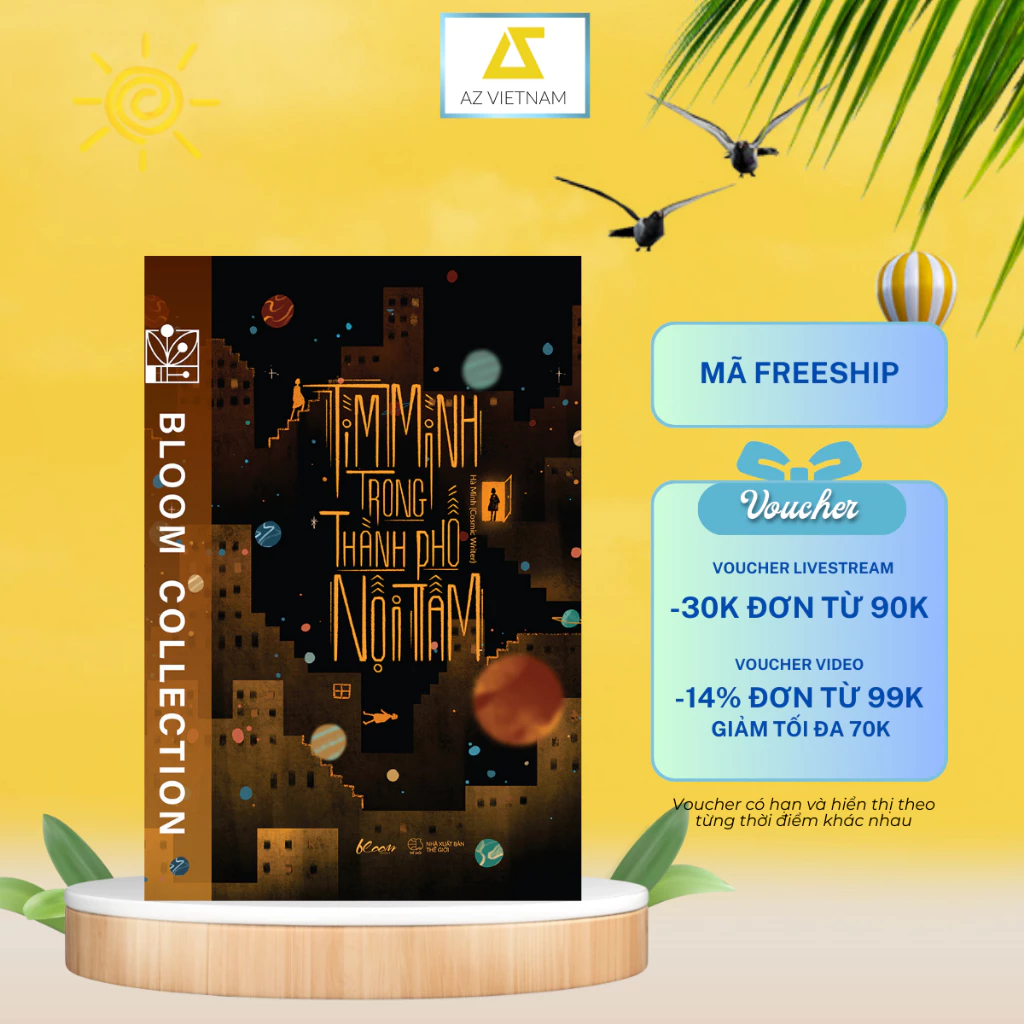 AZ VIETNAM
BLOOM COLLECTION
TÌM MÌNH
TRONG
THÀNH PHỐ
NỘI TÂM
Hà Minh (Cosmic Writer)
bloom
NHÀ XUẤT BẢN
THẾ GIỚI
MÃ FREESHIP
Voucher
VOUCHER LIVESTREAM
-30K ĐƠN TỪ 90K
VOUCHER VIDEO
-14% ĐƠN TỪ 99K
GIẢM TỐI ĐA 70K
Voucher có hạn và hiển thị theo
từng thời điểm khác nhau